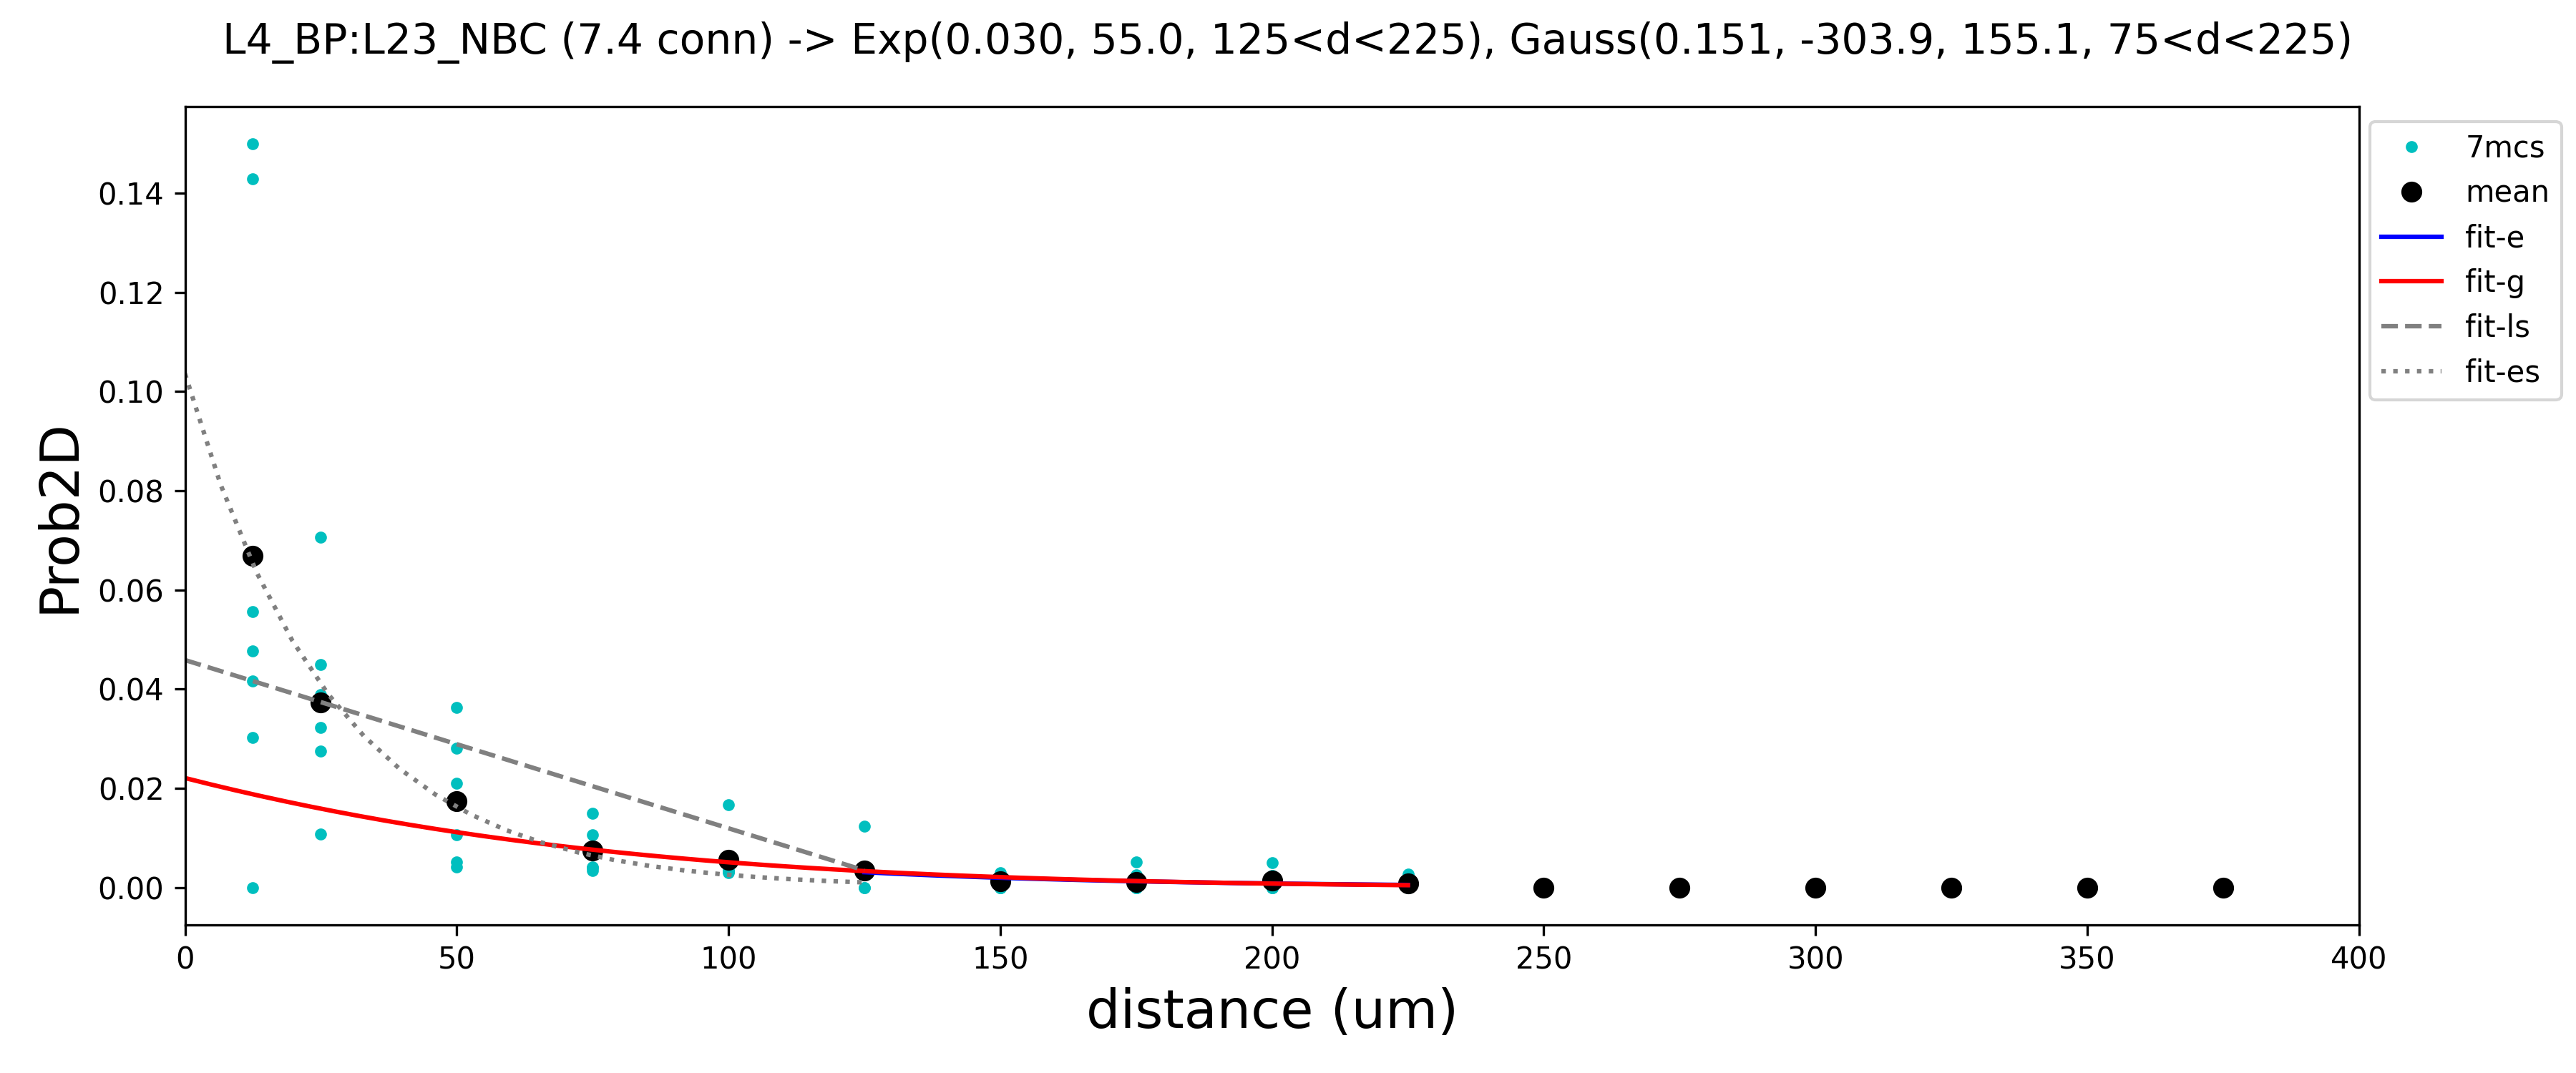 L4_BP:L23_NBC (7.4 conn) -> Exp(0.030, 55.0, 125<d<225), Gauss(0.151, -303.9, 155.1, 75<d<225)
7mcs
mean
fit-e
fit-g
fit-ls
fit-es
Prob2D
0.14
0.12
0.10
0.08
0.06
0.04
0.02
0.00
0 50 100 150 200 250 300 350 400
distance (um)